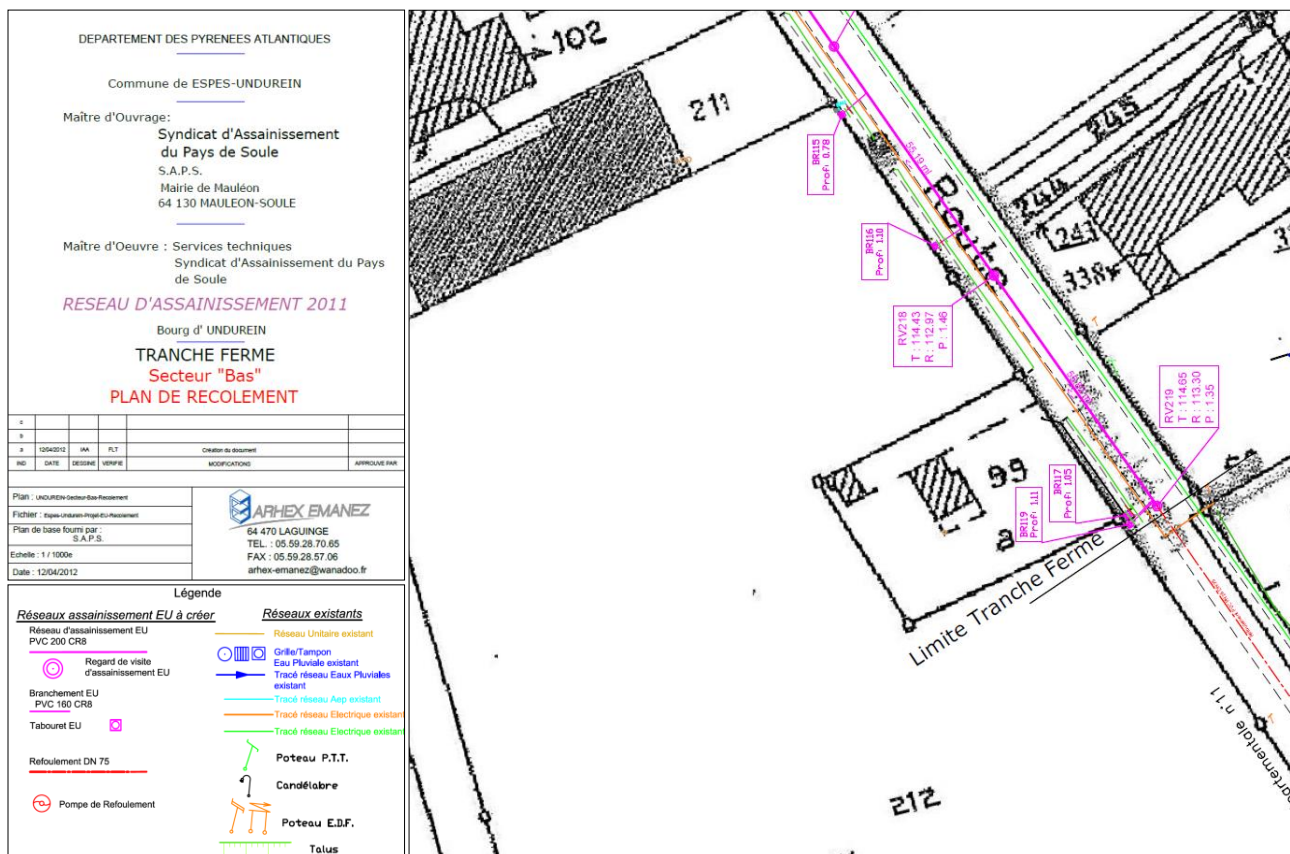 DEPARTEMENT DES PYRENEES ATLANTIQUES
Commune de ESPES-UNDUREIN
Maître d'Ouvrage:
Syndicat d'Assainissement
du Pays de Soule
S.A.P.S.
Mairie de Mauléon
64 130 MAULEON-SOULE
Maître d'Oeuvre : Services techniques
Syndicat d'Assainissement du Pays
de Soule
RESEAU D'ASSAINISSEMENT 2011
Bourg d' UNDUREIN
TRANCHE FERME
Secteur "Bas"
PLAN DE RECOLEMENT
c
b
a 12/04/2012 IAA FLT Création du document
IND DATE DESSINE VERIFIE MODIFICATIONS APPROUVE PAR
Plan : UNDUREIN-Secteur-Bas-Recolement
Fichier : Espes-Undurein-Projet-EU-Recolement
Plan de base fourni par :
S.A.P.S.
Echelle : 1 / 1000e
Date : 12/04/2012
ARHEX EMANEZ
64 470 LAGUINGE
TEL. : 05.59.28.70.65
FAX : 05.59.28.57.06
arhex-emanez@wanadoo.fr
Légende
Réseaux assainissement EU à créer
Réseau d'assainissement EU
PVC 200 CR8
Regard de visite
d'assainissement EU
Branchement EU
PVC 160 CR8
Tabouret EU
Refoulement DN 75
Pompe de Refoulement
Réseaux existants
Réseau Unitaire existant
Grille/Tampon
Eau Pluviale existant
Tracé réseau Eaux Pluviales
existant
Tracé réseau Aep existant
Tracé réseau Electrique existant
Tracé réseau Electrique existant
Poteau P.T.T.
Candélabre
Poteau E.D.F.
Talus
102
211
BR115
Prof: 0.78
55.19 ml
Route
245
244
243
338
BR116
Prof: 1.10
RV218
T : 114.43
R : 112.97
P : 1.46
RV219
T : 114.65
R : 113.30
P : 1.35
99
BR117
Prof: 1.05
BR119
Prof: 1.11
Limite Tranche Ferme
partementale n°11
212